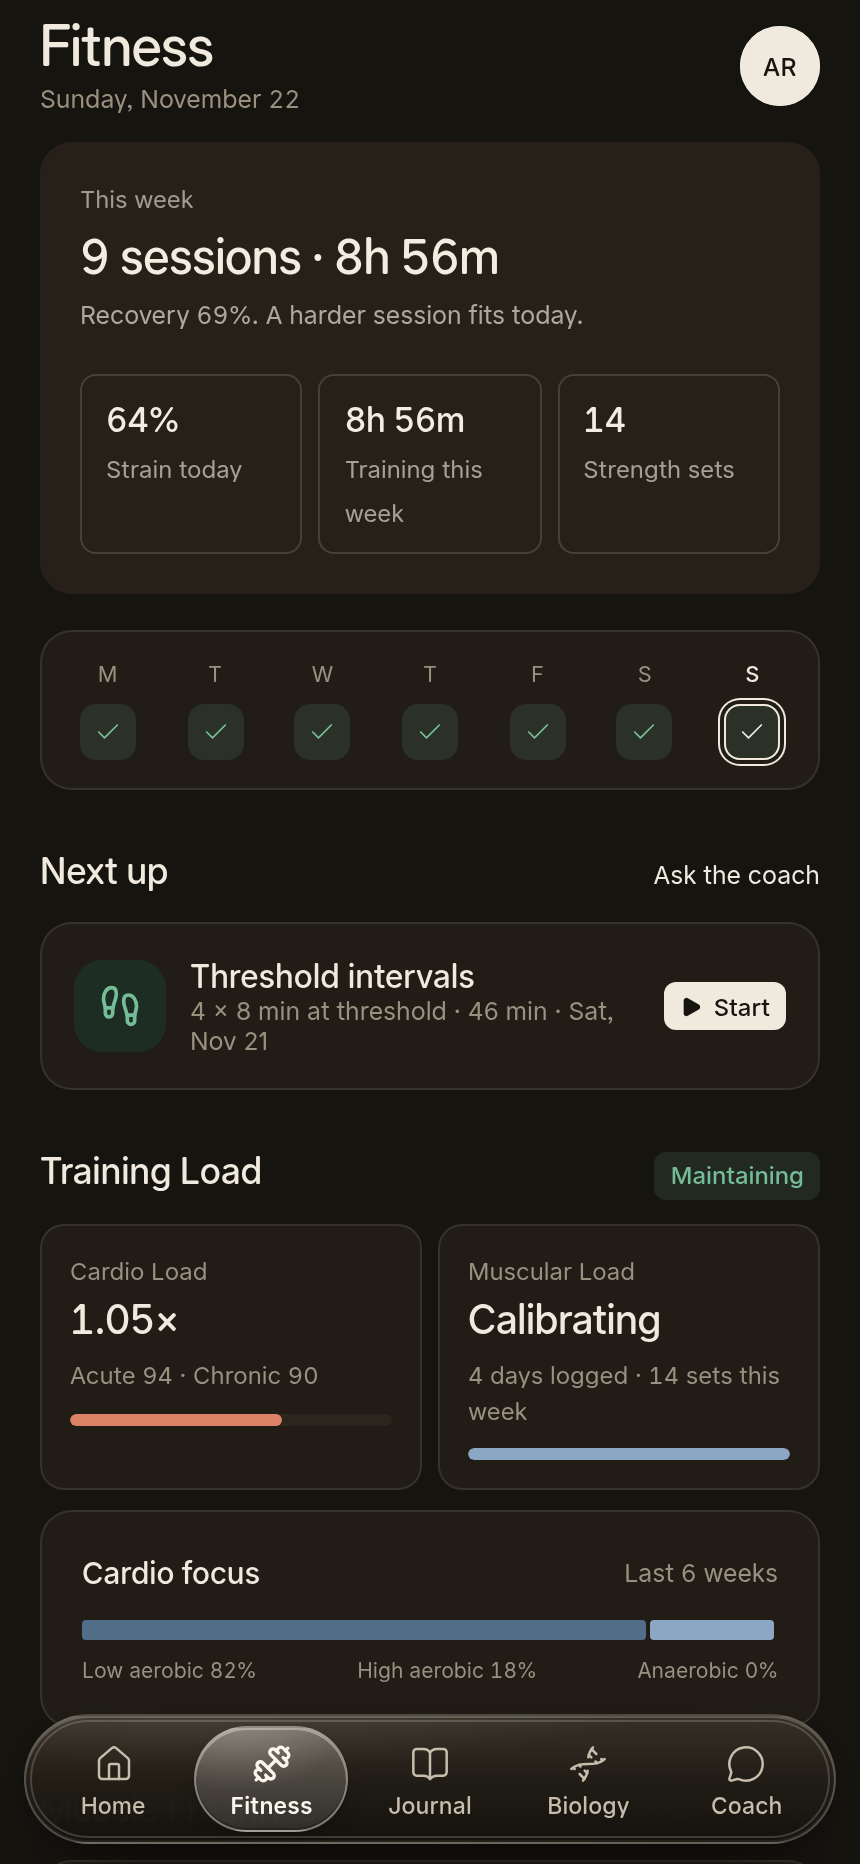 Fitness
Sunday, November 22
AR
This week
9 sessions · 8h 56m
Recovery 69%. A harder session fits today.
64%
Strain today
8h 56m
Training this
week
14
Strength sets
M T W T F S S
Next up
Ask the coach
Threshold intervals
4 × 8 min at threshold · 46 min · Sat,
Nov 21
Start
Training Load
Maintaining
Cardio Load
1.05×
Acute 94 · Chronic 90
Muscular Load
Calibrating
4 days logged · 14 sets this
week
Cardio focus
Last 6 weeks
Low aerobic 82%
High aerobic 18%
Anaerobic 0%
Home
Fitness
Journal
Biology
Coach